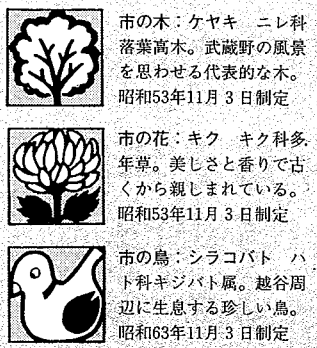 市の木：ケヤキ　ニレ科
落葉高木。武蔵野の風景
を思わせる代表的な木。
昭和53年11月３日制定
市の花：キク　キク科多
年草。美しさと香りで古
くから親しまれている。
昭和53年11月３日制定
市の鳥：シラコバト　ハ
ト科キジバト属。越谷周
辺に生息する珍しい鳥。
昭和63年11月３日制定